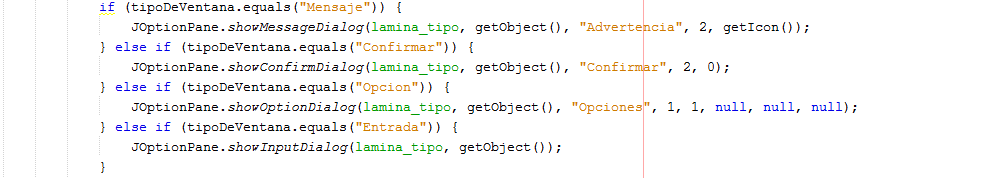 if (tipoDeVentana.equals("Mensaje")) {
JOptionPane.showMessageDialog(lamina_tipo, getObject(), "Advertencia", 2, getIcon());
} else if (tipoDeVentana.equals("Confirmar")) {
JOptionPane.showConfirmDialog(lamina_tipo, getObject(), "Confirmar", 2, 0);
} else if (tipoDeVentana.equals("Opcion")) {
JOptionPane.showOptionDialog(lamina_tipo, getObject(), "Opciones", 1, 1, null, null, null);
} else if (tipoDeVentana.equals("Entrada")) {
JOptionPane.showInputDialog(lamina_tipo, getObject());
}